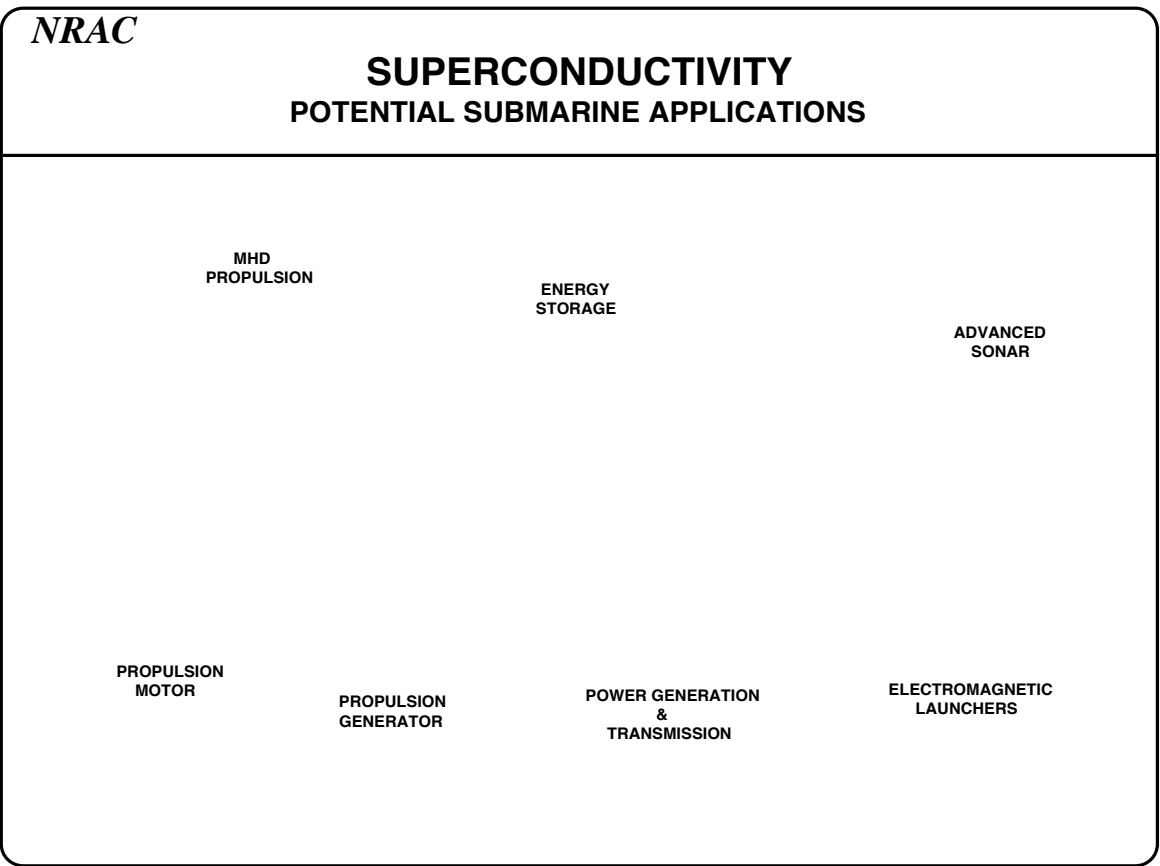 NRAC
SUPERCONDUCTIVITY
POTENTIAL SUBMARINE APPLICATIONS
MHD
PROPULSION
ENERGY
STORAGE
ADVANCED
SONAR
PROPULSION
MOTOR
PROPULSION
GENERATOR
POWER GENERATION
&
TRANSMISSION
ELECTROMAGNETIC
LAUNCHERS